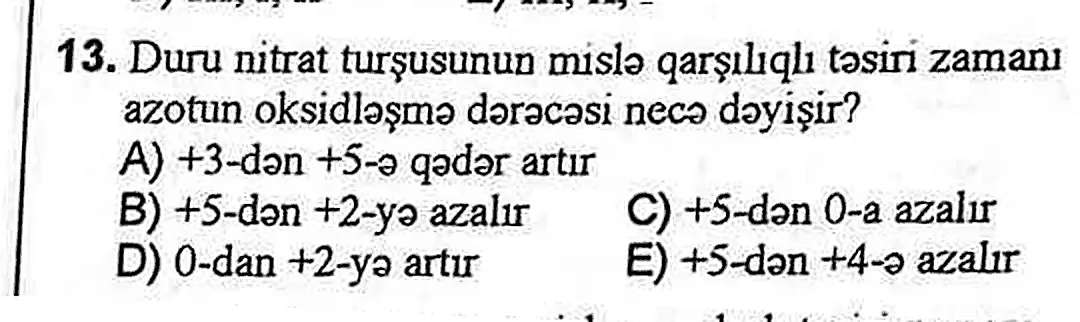 13. Duru nitrat turşusunun mislə qarşılıqlı təsiri zamanı
azotun oksidləşmə dərəcəsi necə dəyişir?
A) +3-dən +5-ə qədər artır
B) +5-dən +2-yə azalır C) +5-dən 0-a azalır
D) 0-dan +2-yə artır E) +5-dən +4-ə azalır